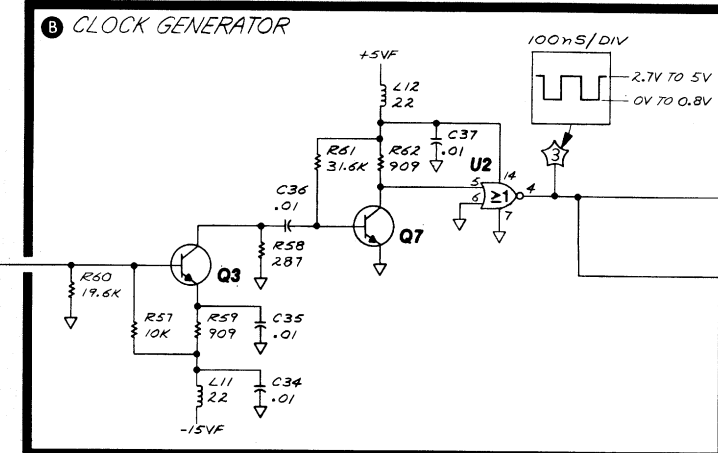 B CLOCK GENERATOR
100nS/DIV
2.7V TO 5V
0V TO 0.8V
3
+5VF
L12
22
C37
.01
R61
31.6K
R62
909
U2
14
5
6
≥1
4
7
C36
.01
Q7
R58
287
Q3
R60
19.6K
R57
10K
R59
909
C35
.01
L11
22
C34
.01
-15VF